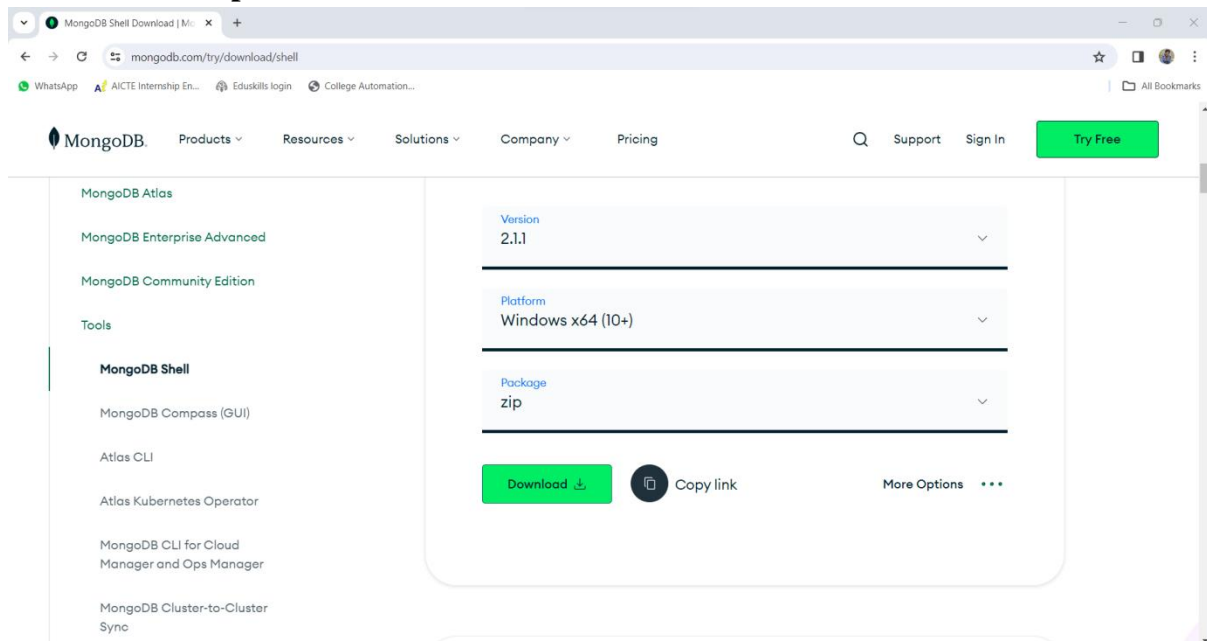 MongoDB Shell Download | Mo
mongodb.com/try/download/shell
WhatsApp AICTE Internship En... Eduskills login College Automation... All Bookmarks
MongoDB. Products Resources Solutions Company Pricing Support Sign In Try Free
MongoDB Atlas
MongoDB Enterprise Advanced
MongoDB Community Edition
Tools
MongoDB Shell
MongoDB Compass (GUI)
Atlas CLI
Atlas Kubernetes Operator
MongoDB CLI for Cloud
Manager and Ops Manager
MongoDB Cluster-to-Cluster
Sync
Version
2.1.1
Platform
Windows x64 (10+)
Package
zip
Download Copy link More Options